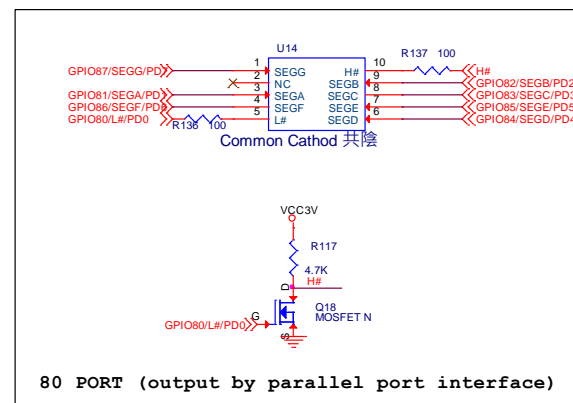 U14
1 10 R137 100
GPIO87/SEGG/PD7 SEGG H# H#
2 9
NC SEGB GPIO82/SEGB/PD2
3 8
GPIO81/SEGA/PD SEGA SEGC GPIO83/SEGC/PD3
4 7
GPIO86/SEGF/PD6 SEGF SEGE GPIO85/SEGE/PD5
5 6
GPIO80/L#/PD0 L# SEGD GPIO84/SEGD/PD4
R136 100
Common Cathod 共陰
VCC3V
R117
4.7K
D H#
Q18
G MOSFET N
GPIO80/L#/PD0
S
80 PORT (output by parallel port interface)